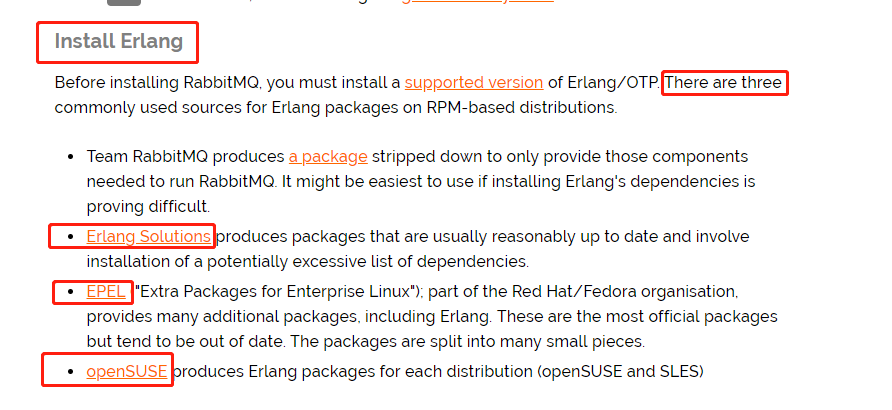 Install Erlang
Before installing RabbitMQ, you must install a supported version of Erlang/OTP. There are three
commonly used sources for Erlang packages on RPM-based distributions.
• Team RabbitMQ produces a package stripped down to only provide those components
needed to run RabbitMQ. It might be easiest to use if installing Erlang's dependencies is
proving difficult.
• Erlang Solutions produces packages that are usually reasonably up to date and involve
installation of a potentially excessive list of dependencies.
• EPEL ("Extra Packages for Enterprise Linux"); part of the Red Hat/Fedora organisation,
provides many additional packages, including Erlang. These are the most official packages
but tend to be out of date. The packages are split into many small pieces.
• openSUSE produces Erlang packages for each distribution (openSUSE and SLES)